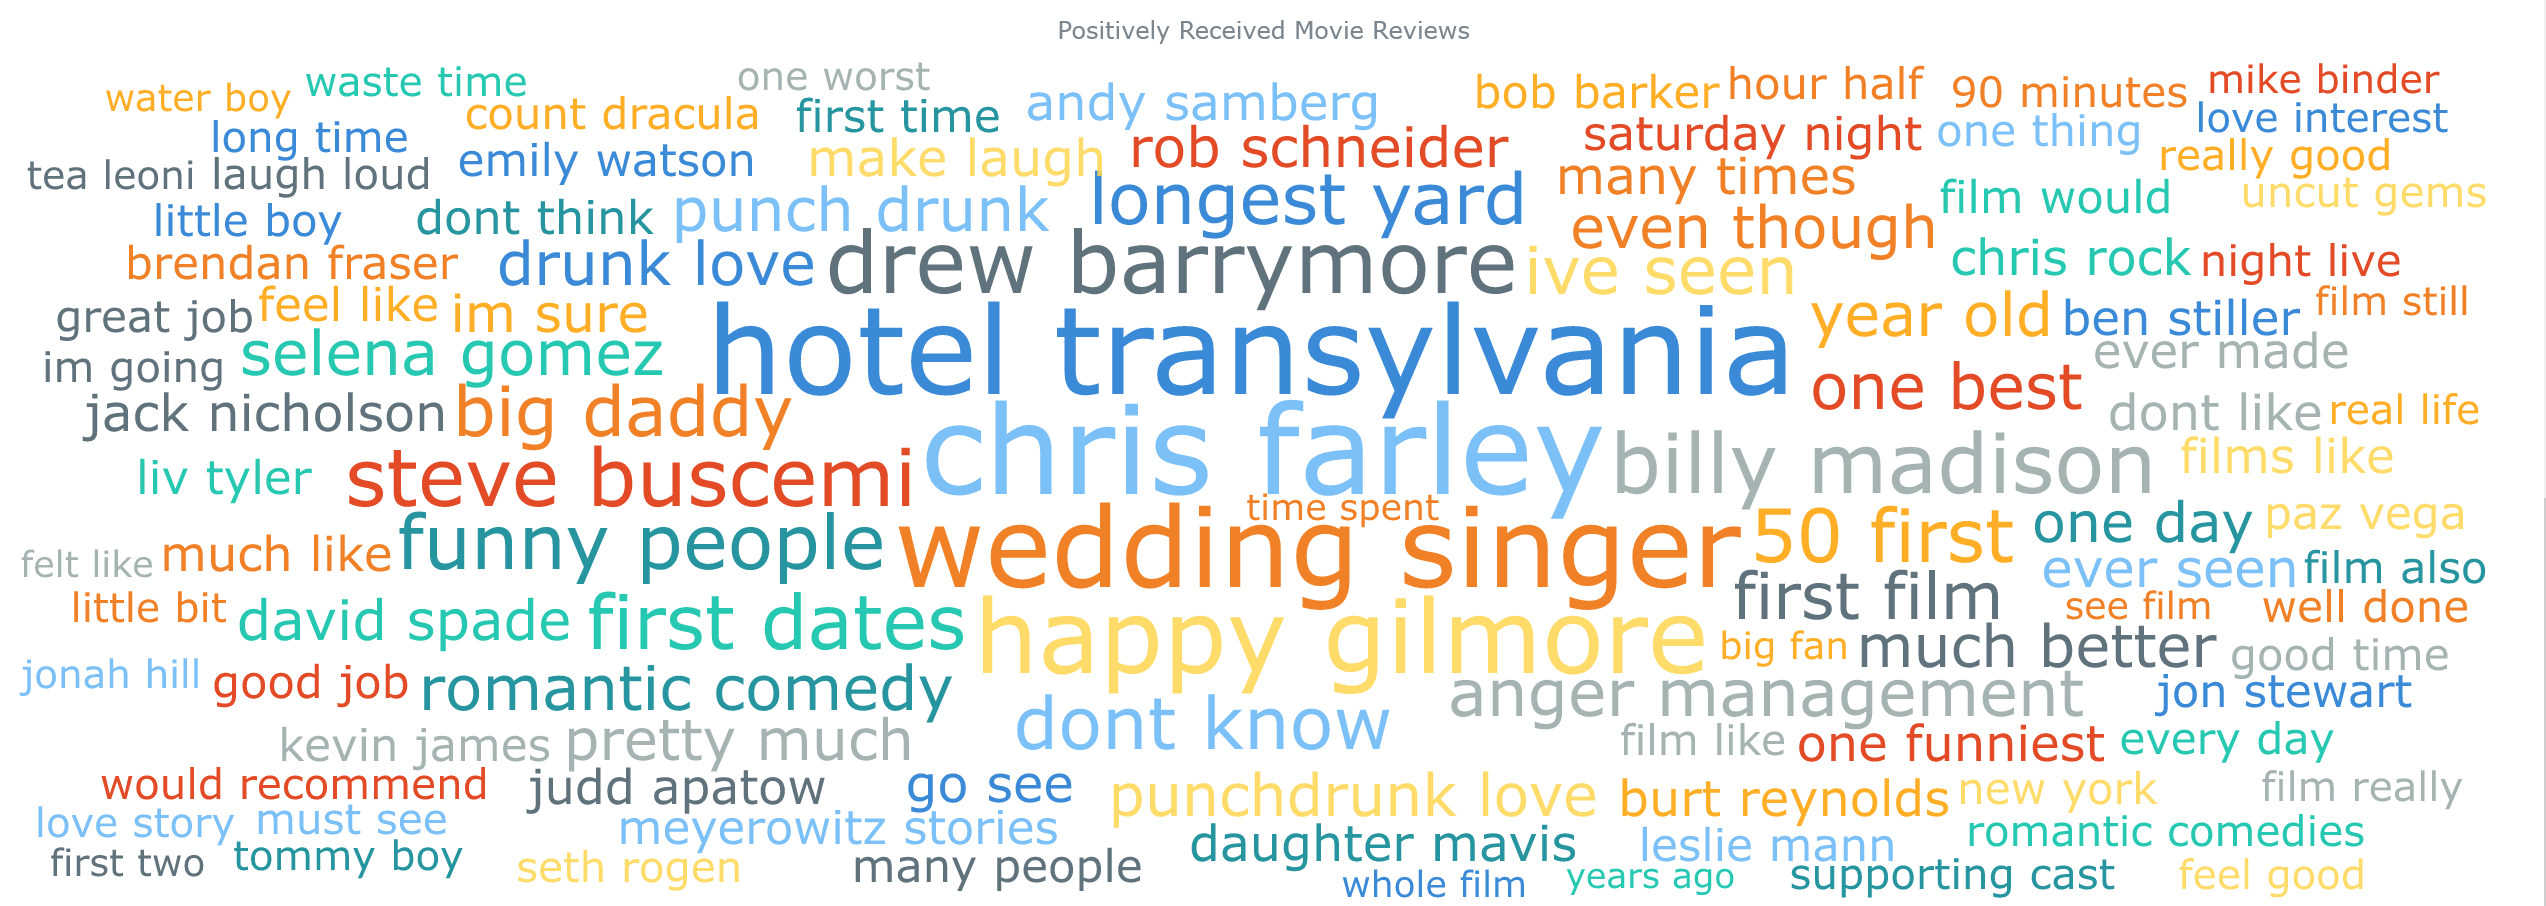 Positively Received Movie Reviews
water boy
waste time
one worst
andy samberg
bob barker
hour half
90 minutes
mike binder
count dracula
first time
love interest
long time
emily watson
make laugh
rob schneider
saturday night
one thing
really good
tea leoni
laugh loud
many times
longest yard
film would
uncut gems
little boy
dont think
punch drunk
even though
brendan fraser
drunk love
drew barrymore
ive seen
chris rock
night live
great job
feel like
im sure
year old
ben stiller
film still
im going
selena gomez
hotel transylvania
ever made
one best
jack nicholson
big daddy
dont like
real life
liv tyler
steve buscemi
chris farley
billy madison
films like
time spent
felt like
much like
funny people
wedding singer
50 first
one day
paz vega
ever seen
film also
little bit
david spade
first dates
happy gilmore
first film
see film
well done
big fan
much better
good time
jonah hill
good job
romantic comedy
dont know
anger management
jon stewart
kevin james
pretty much
film like
one funniest
every day
would recommend
judd apatow
go see
punchdrunk love
burt reynolds
new york
film really
love story
must see
meyerowitz stories
daughter mavis
leslie mann
romantic comedies
first two
tommy boy
seth rogen
many people
whole film
years ago
supporting cast
feel good